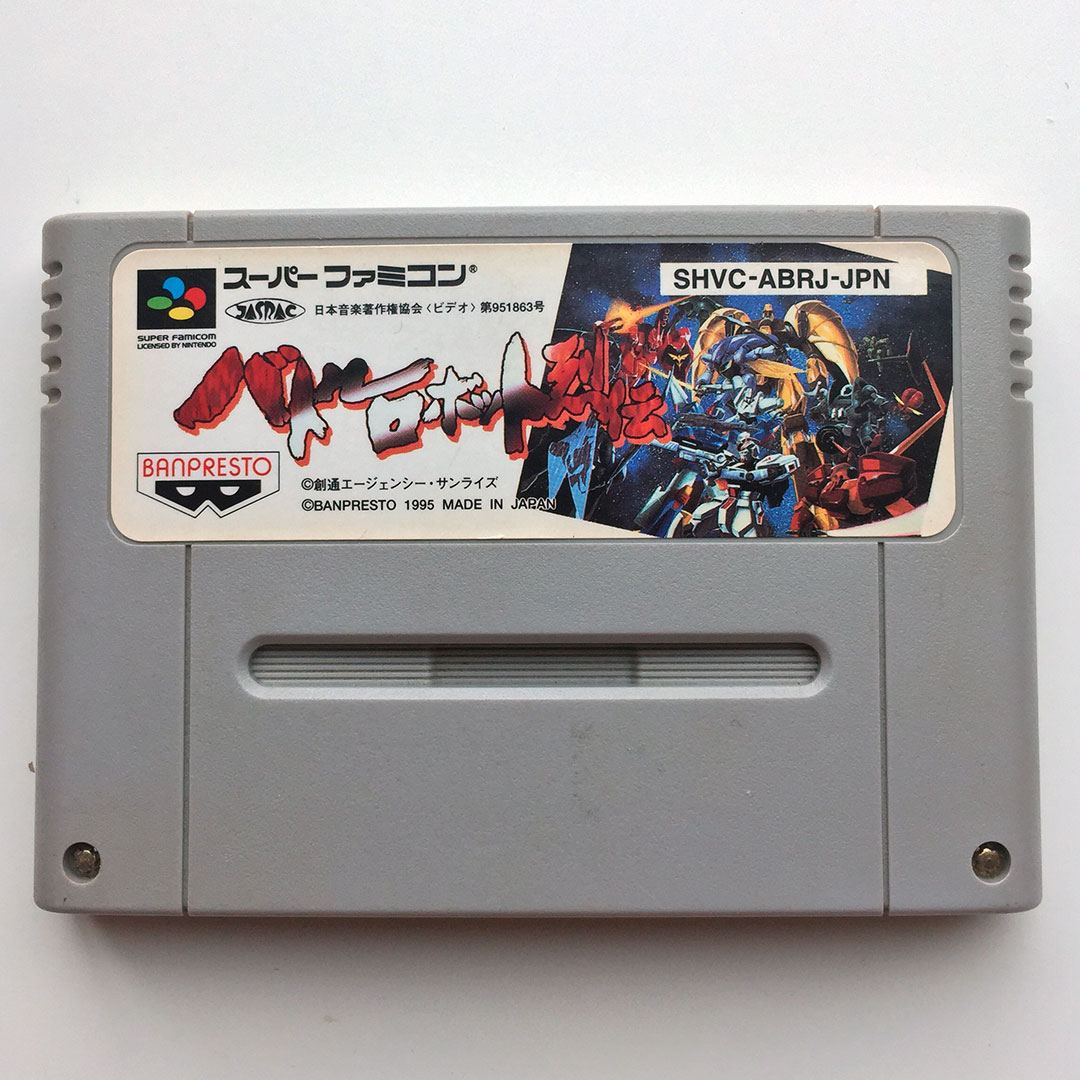 スーパーファミコン®
SHVC-ABRJ-JPN
JASRAC
日本音楽著作権協会〈ビデオ〉第951863号
SUPER FAMICOM
LICENSED BY NINTENDO
バトルロボット烈伝
BANPRESTO
©創通エージェンシー・サンライズ
©BANPRESTO 1995 MADE IN JAPAN